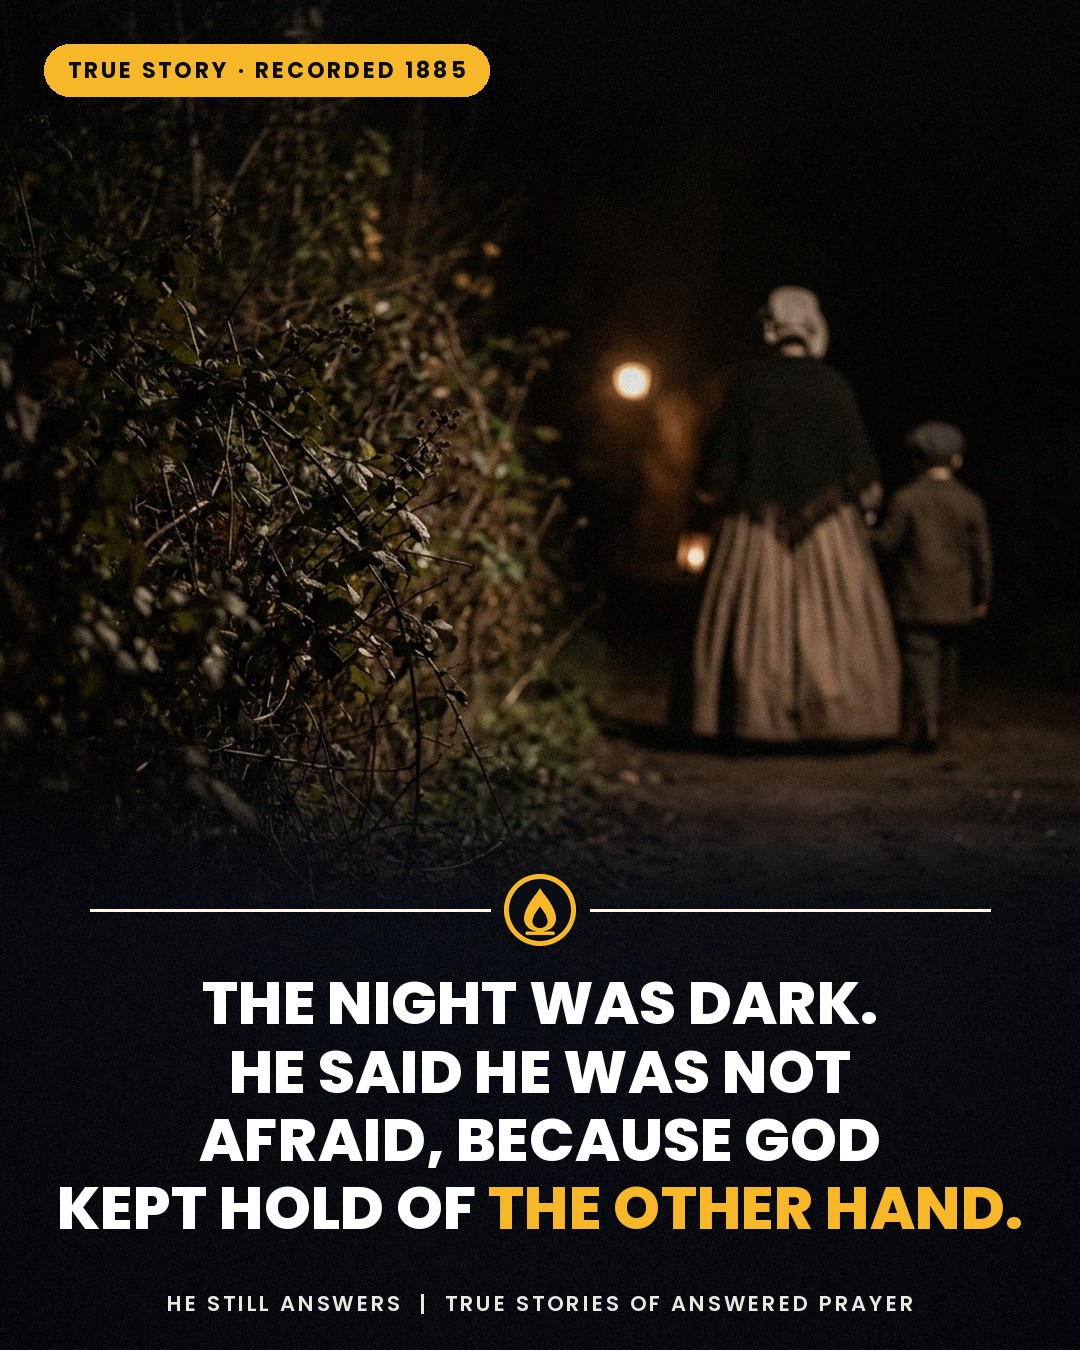 TRUE STORY · RECORDED 1885
THE NIGHT WAS DARK.
HE SAID HE WAS NOT
AFRAID, BECAUSE GOD
KEPT HOLD OF THE OTHER HAND.
HE STILL ANSWERS | TRUE STORIES OF ANSWERED PRAYER